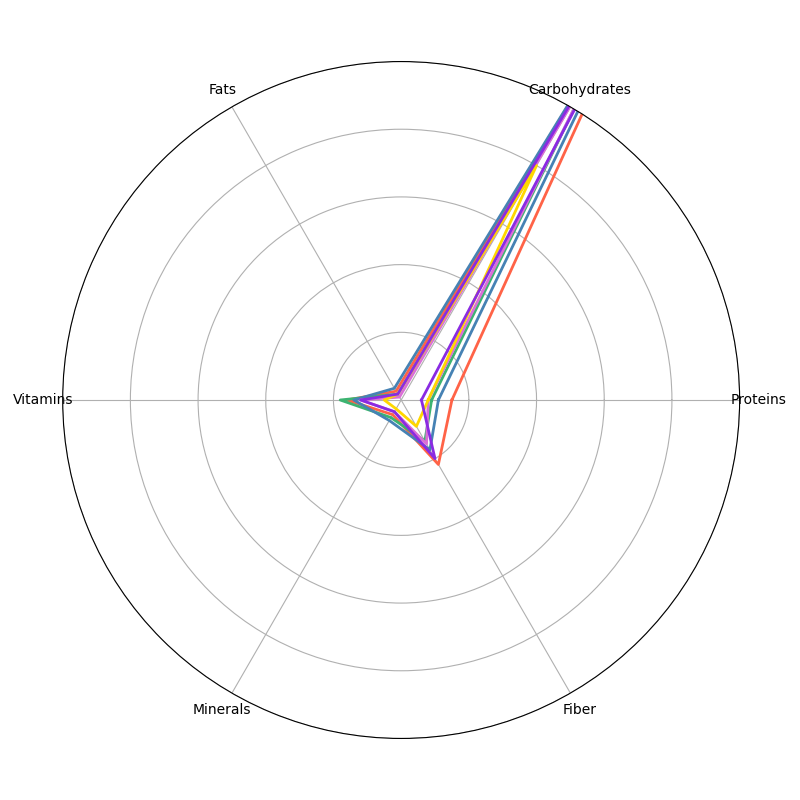 Fats
Carbohydrates
Vitamins
Proteins
Minerals
Fiber